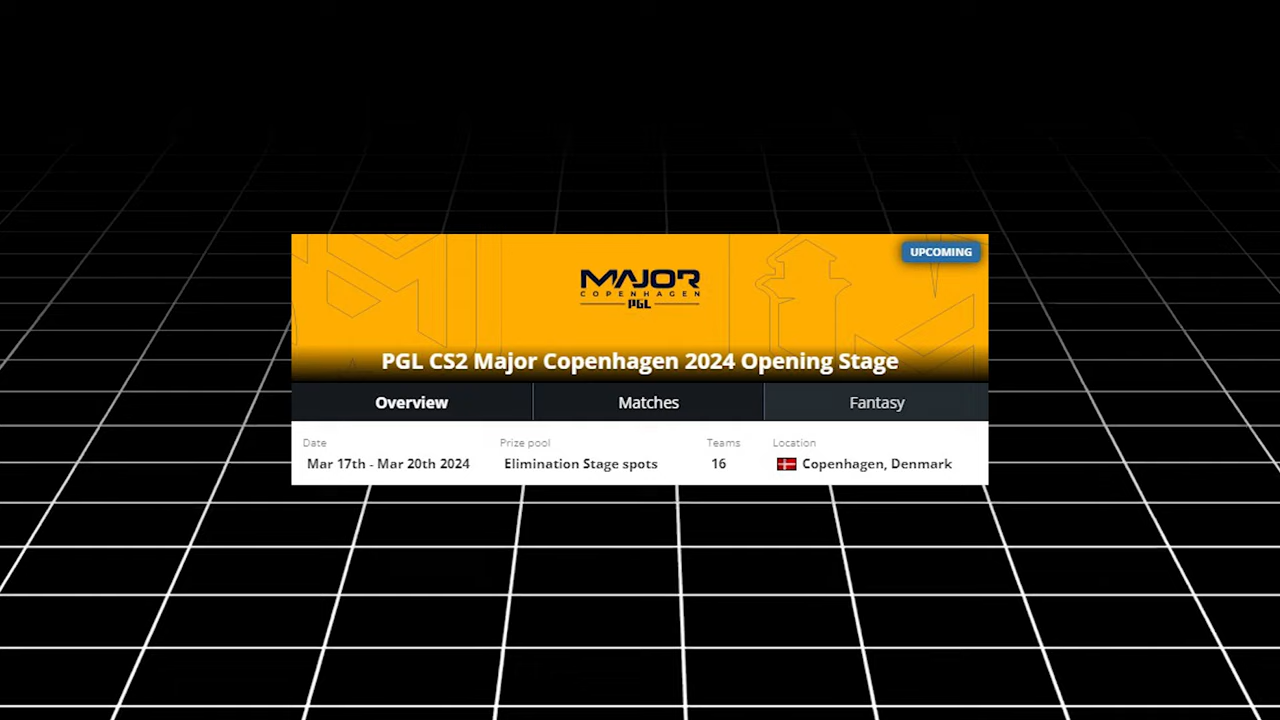 UPCOMING
MAJOR
COPENHAGEN
PGL
PGL CS2 Major Copenhagen 2024 Opening Stage
Overview Matches Fantasy
Date Prize pool Teams Location
Mar 17th - Mar 20th 2024 Elimination Stage spots 16 Copenhagen, Denmark